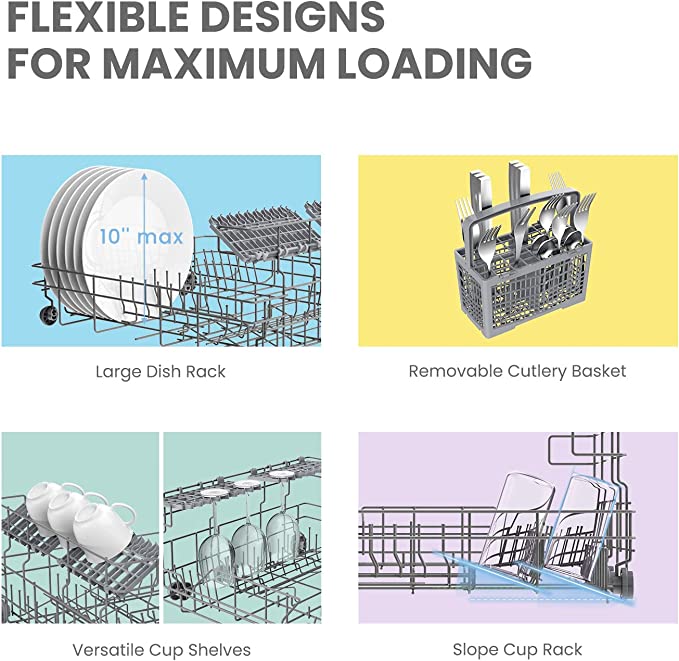 FLEXIBLE DESIGNS
FOR MAXIMUM LOADING
10" max
Large Dish Rack
Removable Cutlery Basket
Versatile Cup Shelves
Slope Cup Rack